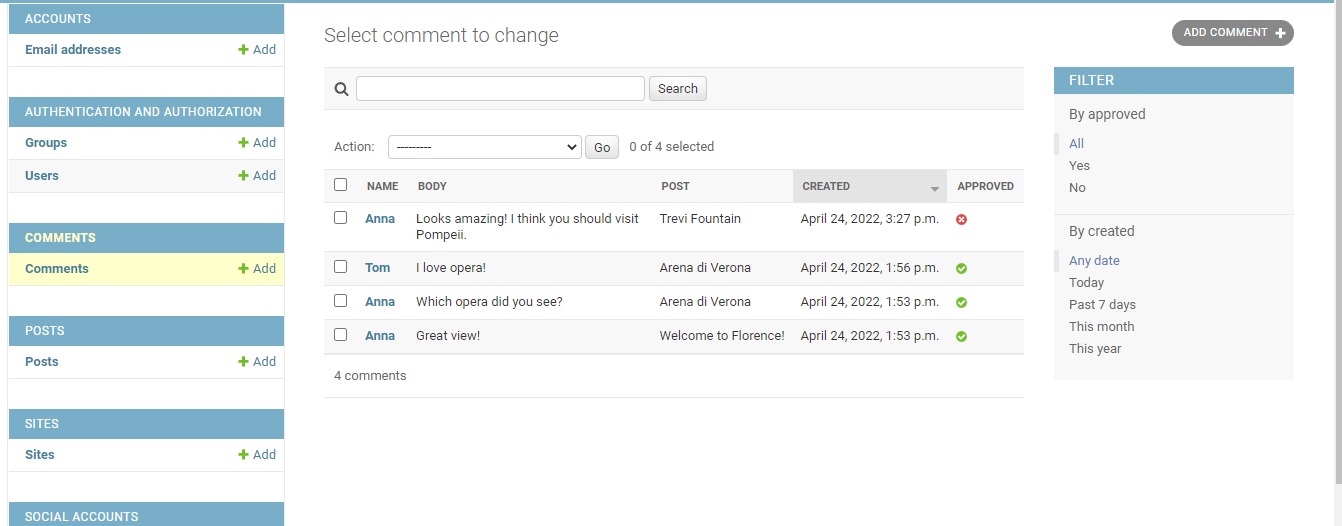 ACCOUNTS
Email addresses Add
AUTHENTICATION AND AUTHORIZATION
Groups Add
Users Add
COMMENTS
Comments Add
POSTS
Posts Add
SITES
Sites Add
SOCIAL ACCOUNTS
Select comment to change
ADD COMMENT
Search
Action: --------- Go 0 of 4 selected
NAME BODY POST CREATED APPROVED
Anna Looks amazing! I think you should visit Trevi Fountain April 24, 2022, 3:27 p.m.
Pompeii.
Tom I love opera! Arena di Verona April 24, 2022, 1:56 p.m.
Anna Which opera did you see? Arena di Verona April 24, 2022, 1:53 p.m.
Anna Great view! Welcome to Florence! April 24, 2022, 1:53 p.m.
4 comments
FILTER
By approved
All
Yes
No
By created
Any date
Today
Past 7 days
This month
This year